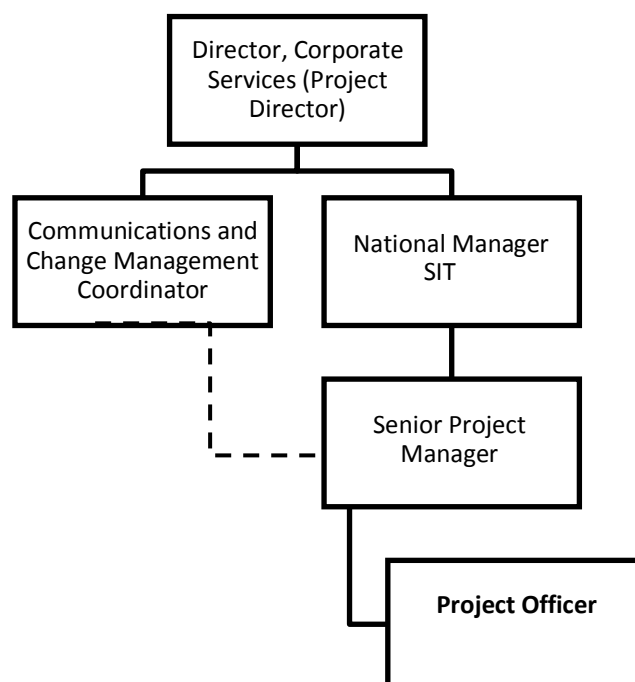 Director, Corporate
Services (Project
Director)
Communications and
Change Management
Coordinator
National Manager
SIT
Senior Project
Manager
Project Officer